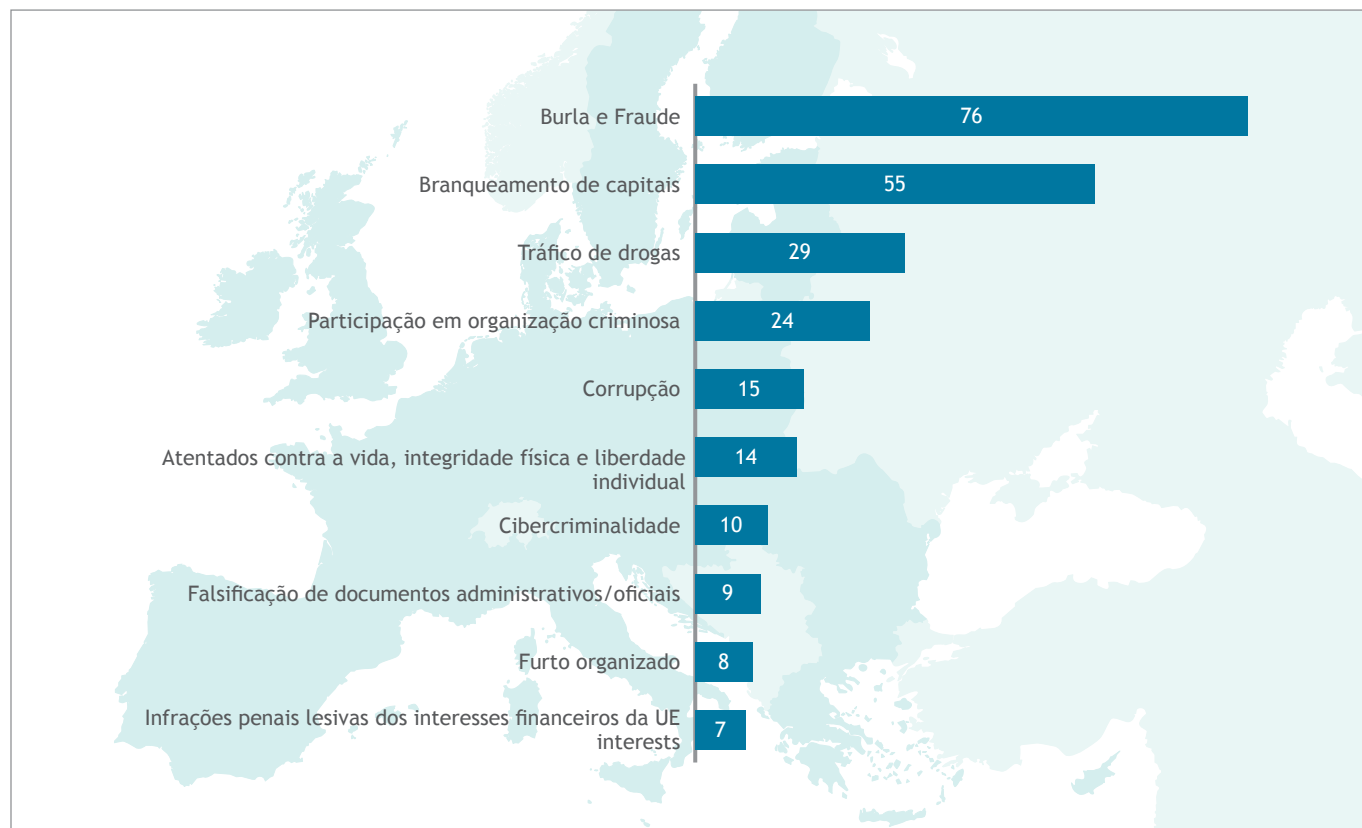 Burla e Fraude
76
Branqueamento de capitais
55
Tráfico de drogas
29
Participação em organização criminosa
24
Corrupção
15
Atentados contra a vida, integridade física e liberdade
individual
14
Cibercriminalidade
10
Falsificação de documentos administrativos/oficiais
9
Furto organizado
8
Infrações penais lesivas dos interesses financeiros da UE
interests
7